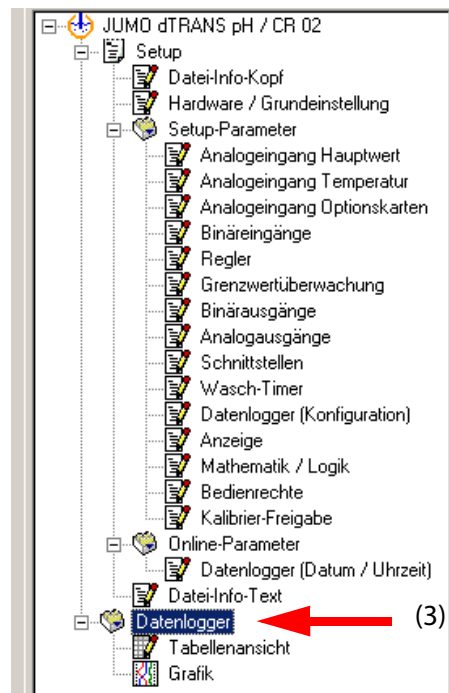 JUMO dTRANS pH / CR 02
Setup
Datei-Info-Kopf
Hardware / Grundeinstellung
Setup-Parameter
Analogeingang Hauptwert
Analogeingang Temperatur
Analogeingang Optionskarten
Binäreingänge
Regler
Grenzwertüberwachung
Binärausgänge
Analogausgänge
Schnittstellen
Wasch-Timer
Datenlogger (Konfiguration)
Anzeige
Mathematik / Logik
Bedienrechte
Kalibrier-Freigabe
Online-Parameter
Datenlogger (Datum / Uhrzeit)
Datei-Info-Text
Datenlogger (3)
Tabellenansicht
Grafik